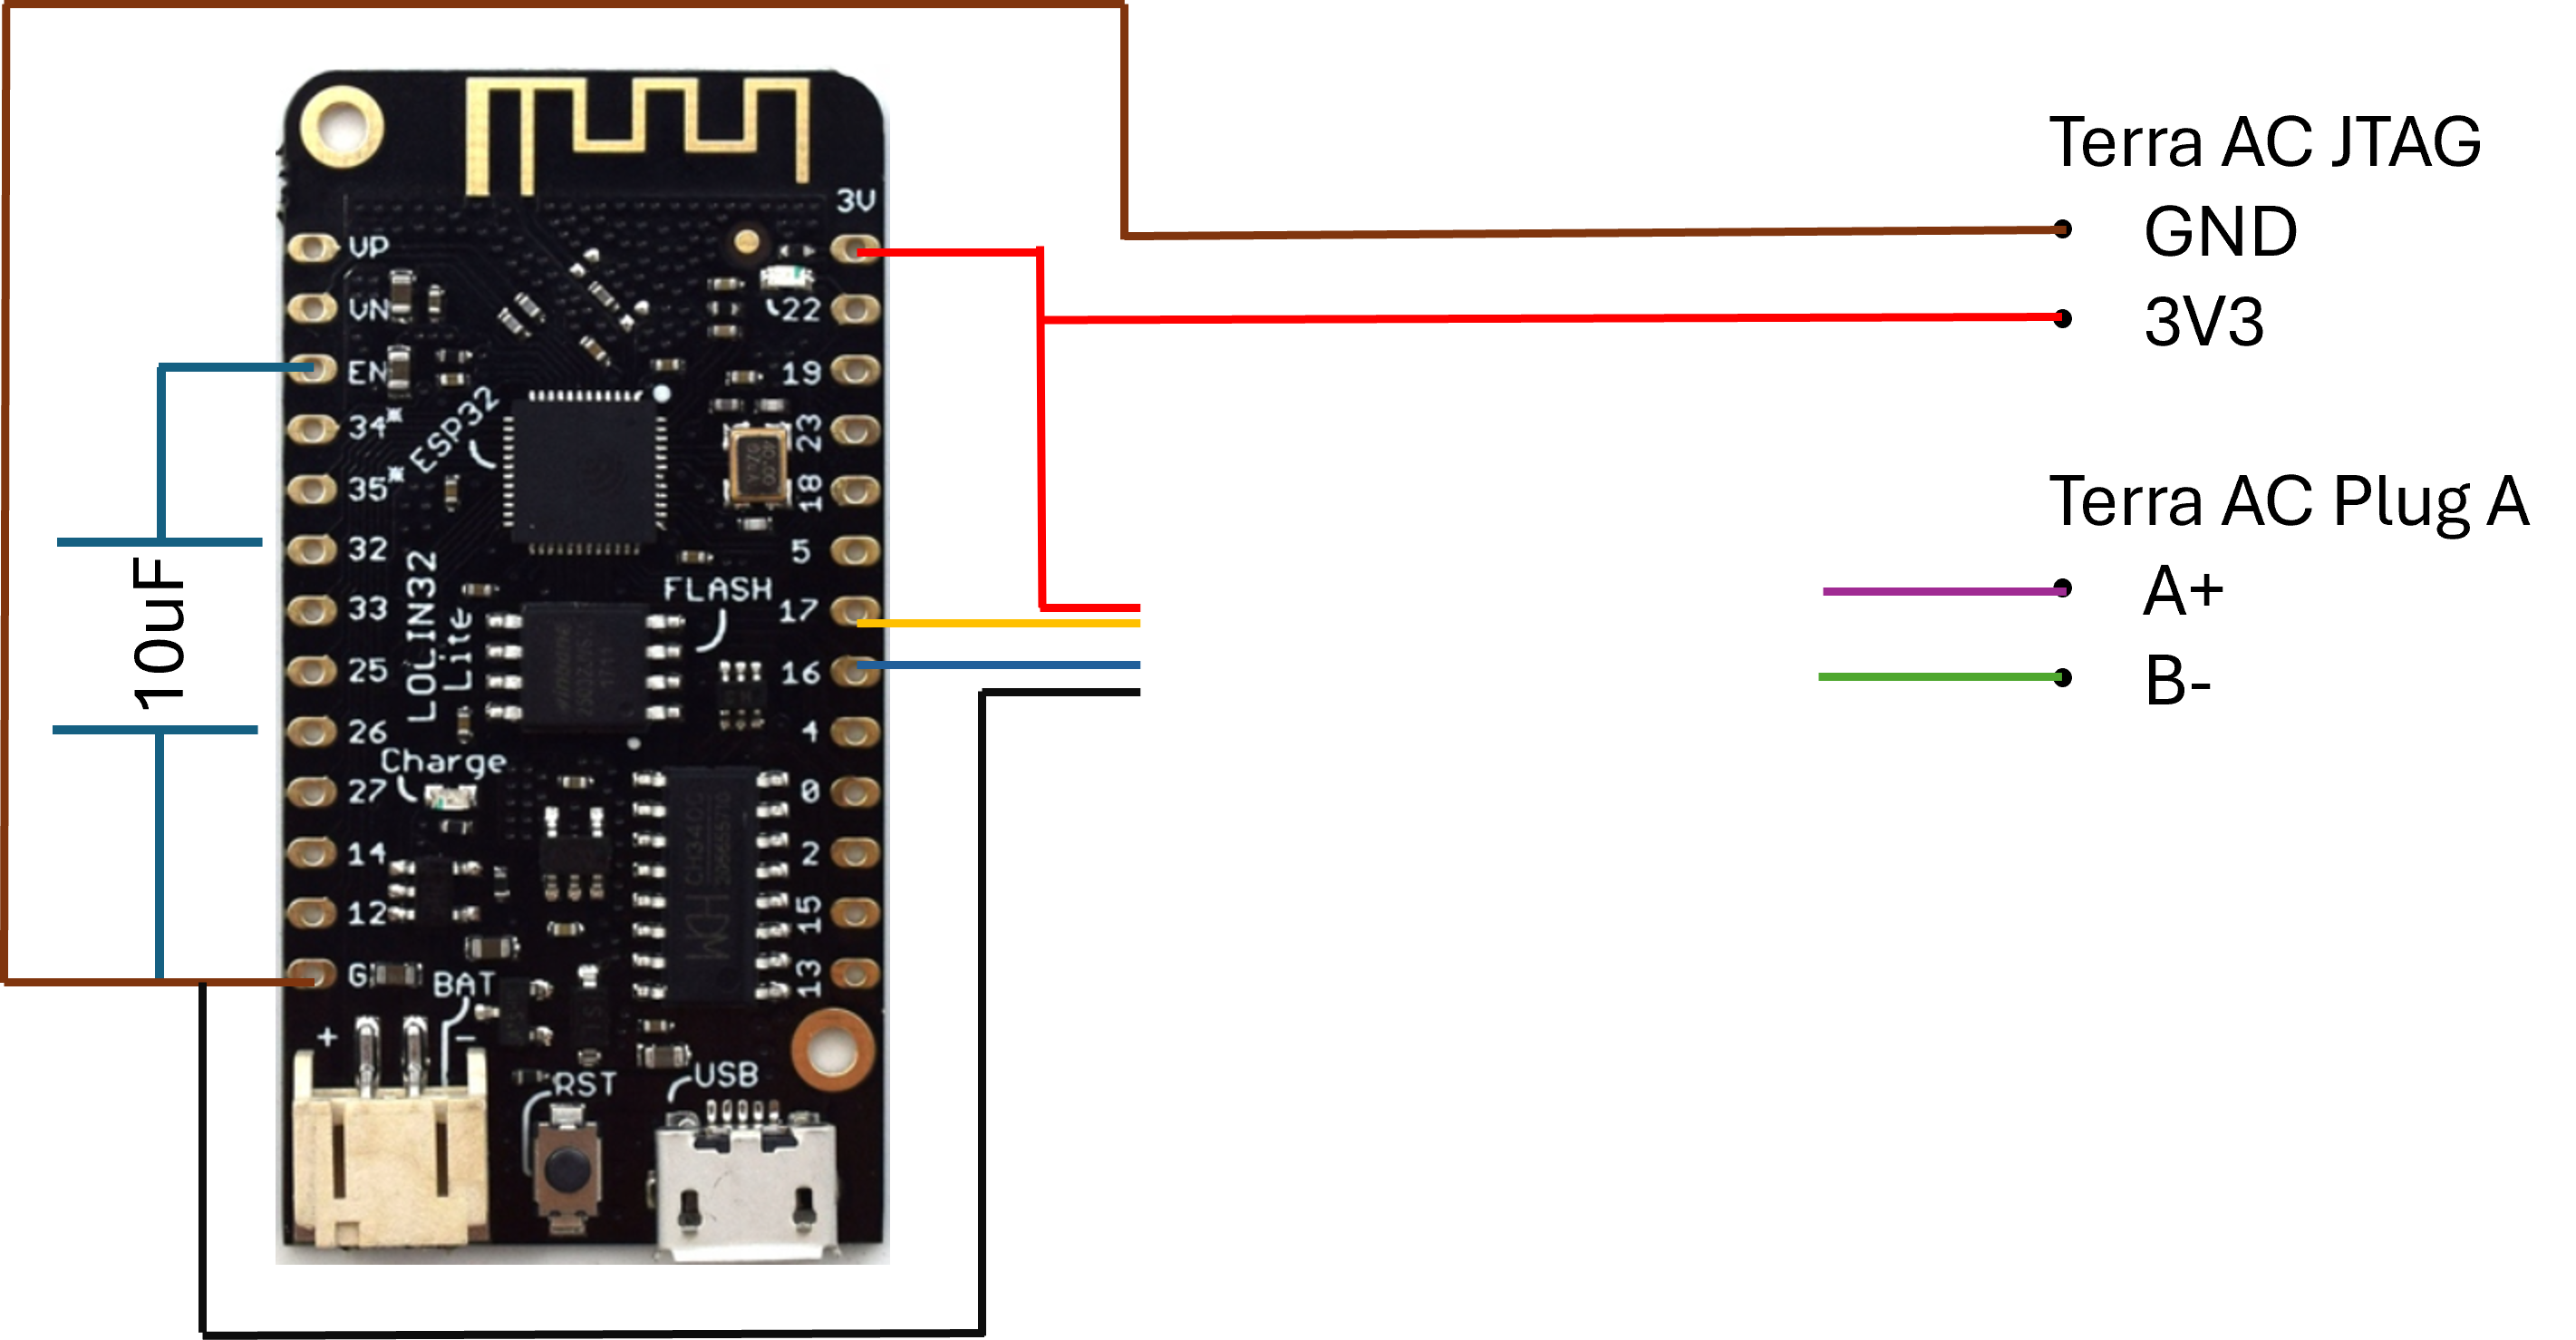 3V
VP
VN
22
EN
19
34*
23
ESP32
35*
18
32
5
LOLIN32
Lite
FLASH
33
17
25
16
26
4
Charge
27
0
14
2
12
15
G
13
BAT
+
-
RST
USB
WCH
CH340C
10uF
Terra AC JTAG
GND
3V3
Terra AC Plug A
A+
B-